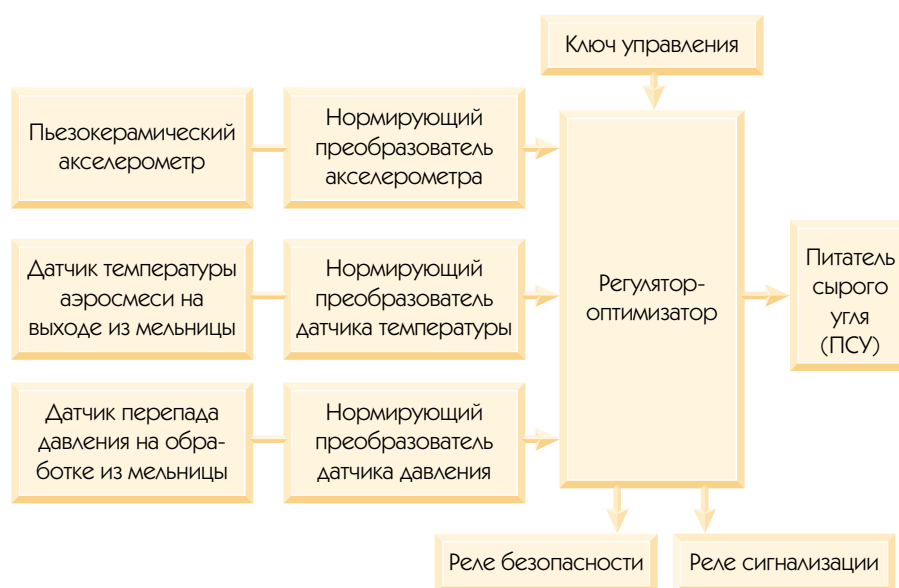 Ключ управления
Пьезокерамический
акселерометр
Нормирующий
преобразователь
акселерометра
Датчик температуры
аэросмеси на
выходе из мельницы
Нормирующий
преобразователь
датчика температуры
Регулятор-
оптимизатор
Питатель
сырого
угля
(ПСУ)
Датчик перепада
давления на обра-
ботке из мельницы
Нормирующий
преобразователь
датчика давления
Реле безопасности
Реле сигнализации